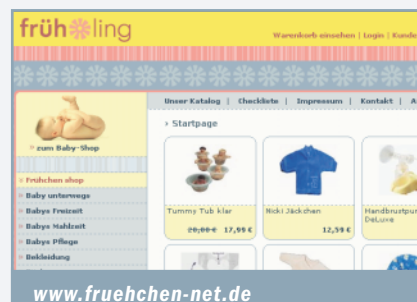 früh ling
Warenkorb einsehen | Login | Kunde
Unser Katalog | Checkliste | Impressum | Kontakt | A
» zum Baby-Shop
› Startpage
» Frühchen shop
» Baby unterwegs
» Babys Freizeit
» Babys Mahlzeit
» Babys Pflege
» Bekleidung
Tummy Tub klar
20,00 € 17,95 €
Nicki Jäckchen
12,59 €
Handbrustpu
DeLuxe
www.fruehchen-net.de